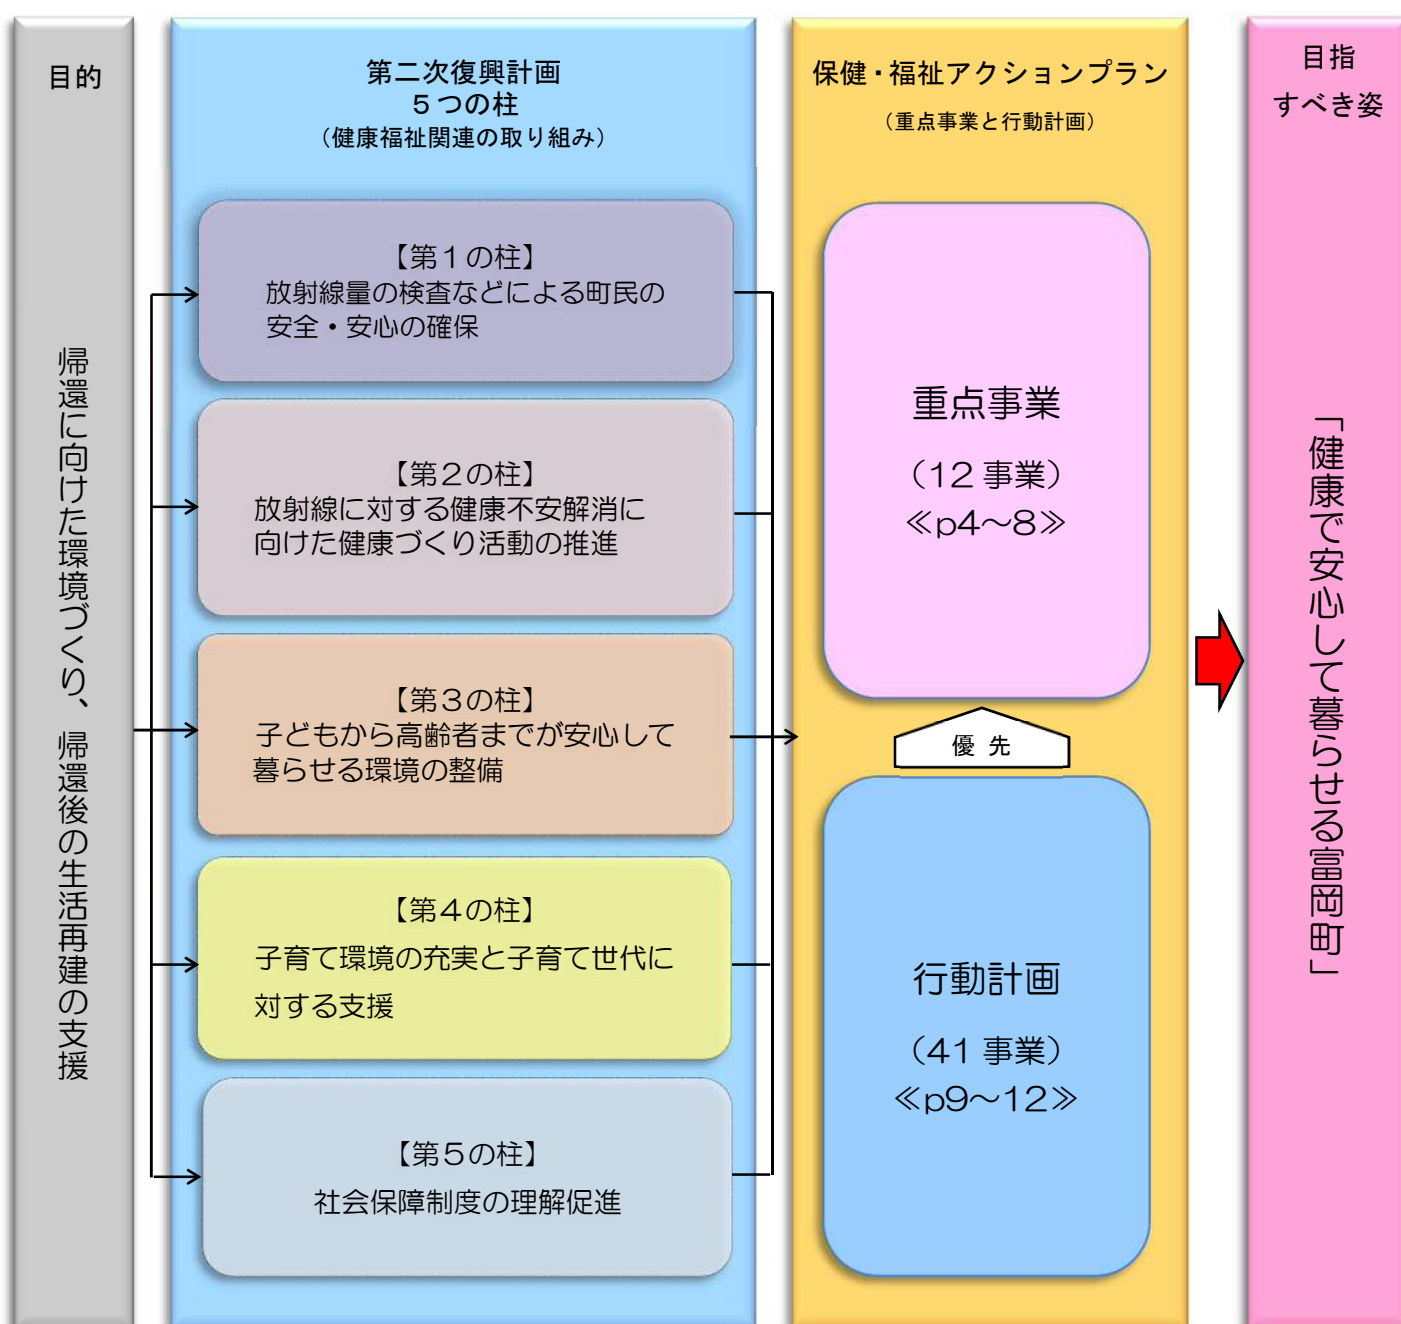 目的
帰還に向けた環境づくり、帰還後の生活再建の支援
第二次復興計画
５つの柱
（健康福祉関連の取り組み）
【第１の柱】
放射線量の検査などによる町民の
安全・安心の確保
【第２の柱】
放射線に対する健康不安解消に
向けた健康づくり活動の推進
【第３の柱】
子どもから高齢者までが安心して
暮らせる環境の整備
【第４の柱】
子育て環境の充実と子育て世代に
対する支援
【第５の柱】
社会保障制度の理解促進
保健・福祉アクションプラン
（重点事業と行動計画）
重点事業
（12 事業）
≪p4～8≫
優 先
行動計画
（41 事業）
≪p9～12≫
目指
すべき姿
「健康で安心して暮らせる富岡町」